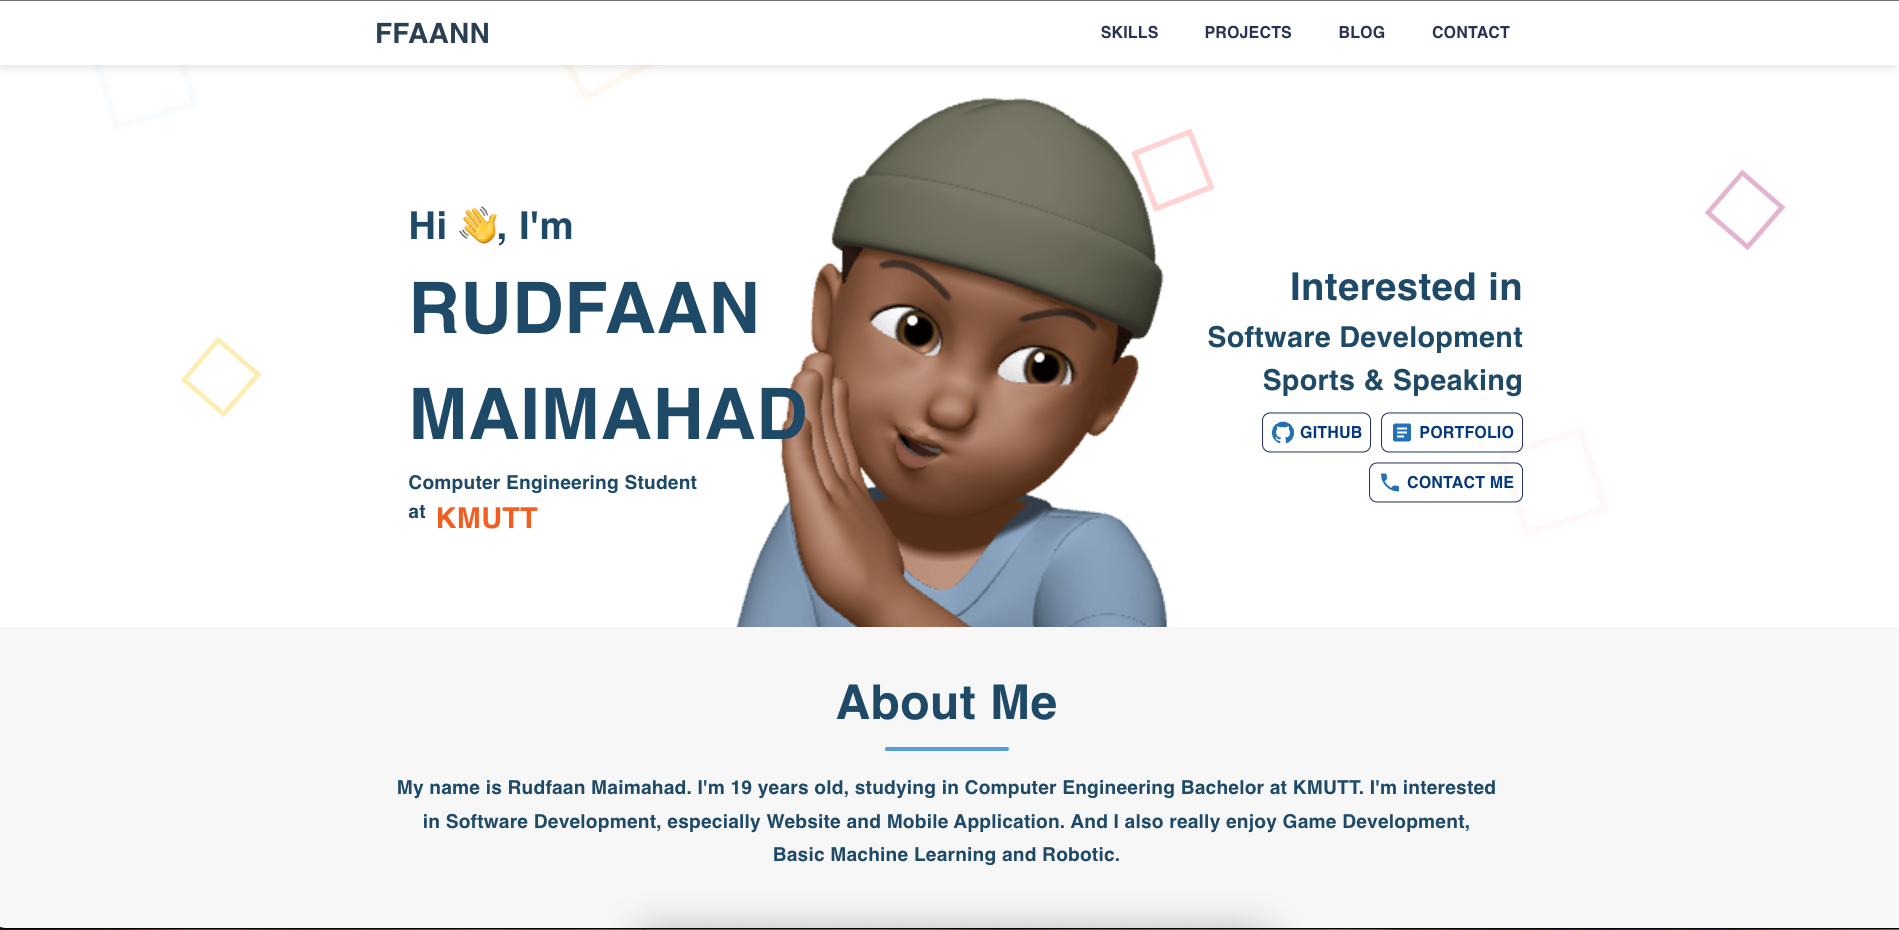 FFAANN
SKILLS PROJECTS BLOG CONTACT
Hi 👋, I'm
RUDFAAN
MAIMAHAD
Computer Engineering Student
at KMUTT
Interested in
Software Development
Sports & Speaking
GITHUB PORTFOLIO
CONTACT ME
About Me
My name is Rudfaan Maimahad. I'm 19 years old, studying in Computer Engineering Bachelor at KMUTT. I'm interested
in Software Development, especially Website and Mobile Application. And I also really enjoy Game Development,
Basic Machine Learning and Robotic.